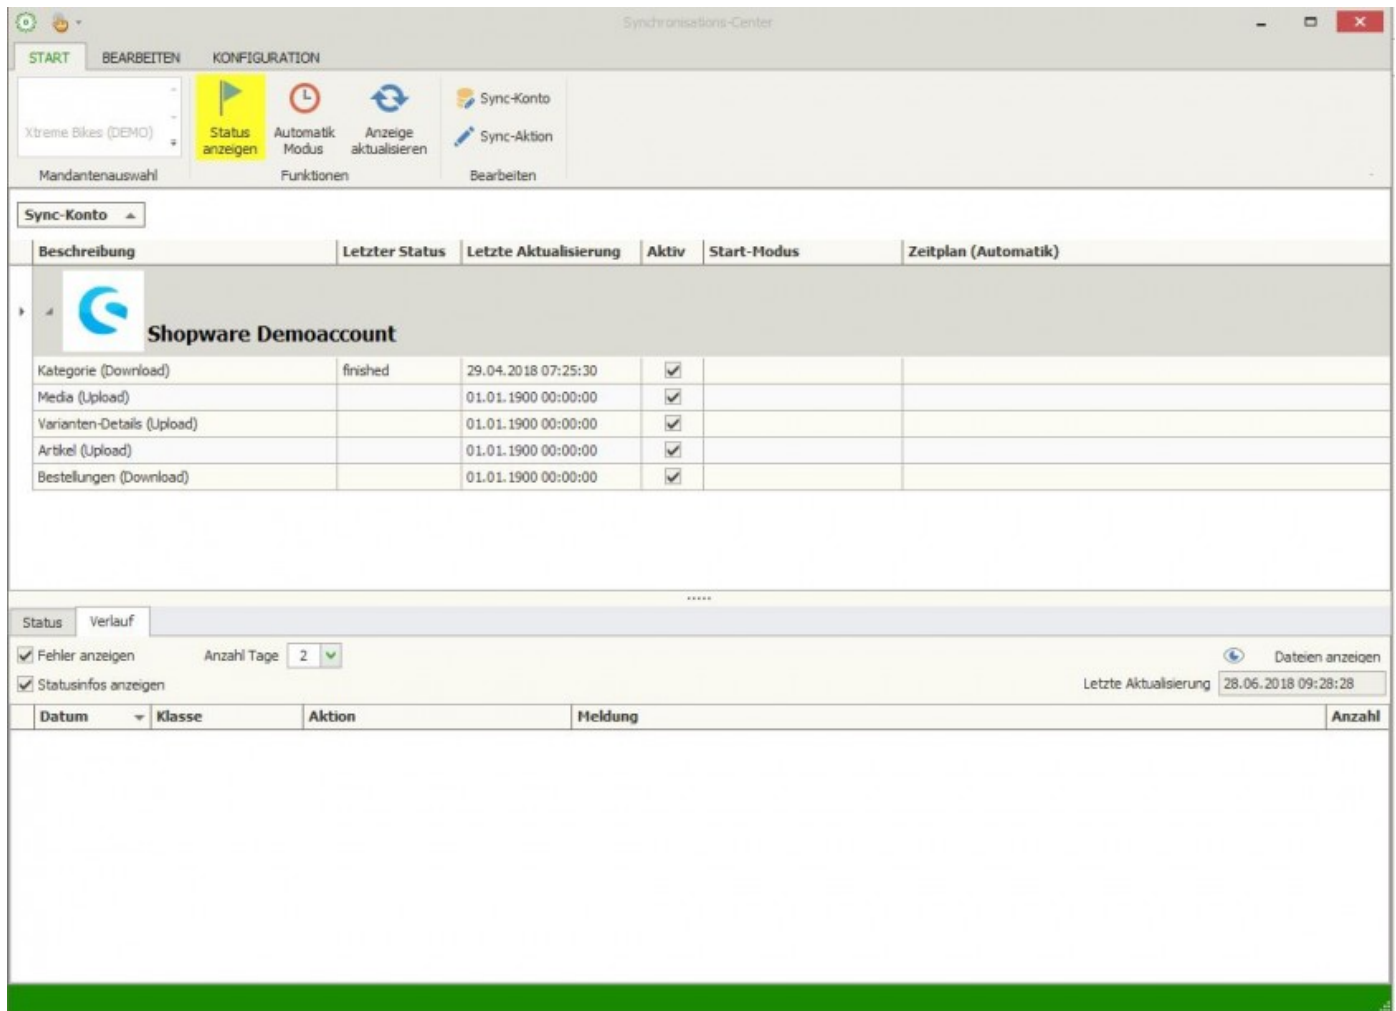 Synchronisations-Center
START BEARBEITEN KONFIGURATION
Xtreme Bikes (DEMO)
Status anzeigen
Automatik Modus
Anzeige aktualisieren
Sync-Konto
Sync-Aktion
Mandantenauswahl Funktionen Bearbeiten
Sync-Konto
Beschreibung Letzter Status Letzte Aktualisierung Aktiv Start-Modus Zeitplan (Automatik)
Shopware Demoaccount
Kategorie (Download) finished 29.04.2018 07:25:30
Media (Upload) 01.01.1900 00:00:00
Varianten-Details (Upload) 01.01.1900 00:00:00
Artikel (Upload) 01.01.1900 00:00:00
Bestellungen (Download) 01.01.1900 00:00:00
Status Verlauf
Fehler anzeigen Anzahl Tage 2 Dateien anzeigen
Statusinfos anzeigen Letzte Aktualisierung 28.06.2018 09:28:28
Datum Klasse Aktion Meldung Anzahl